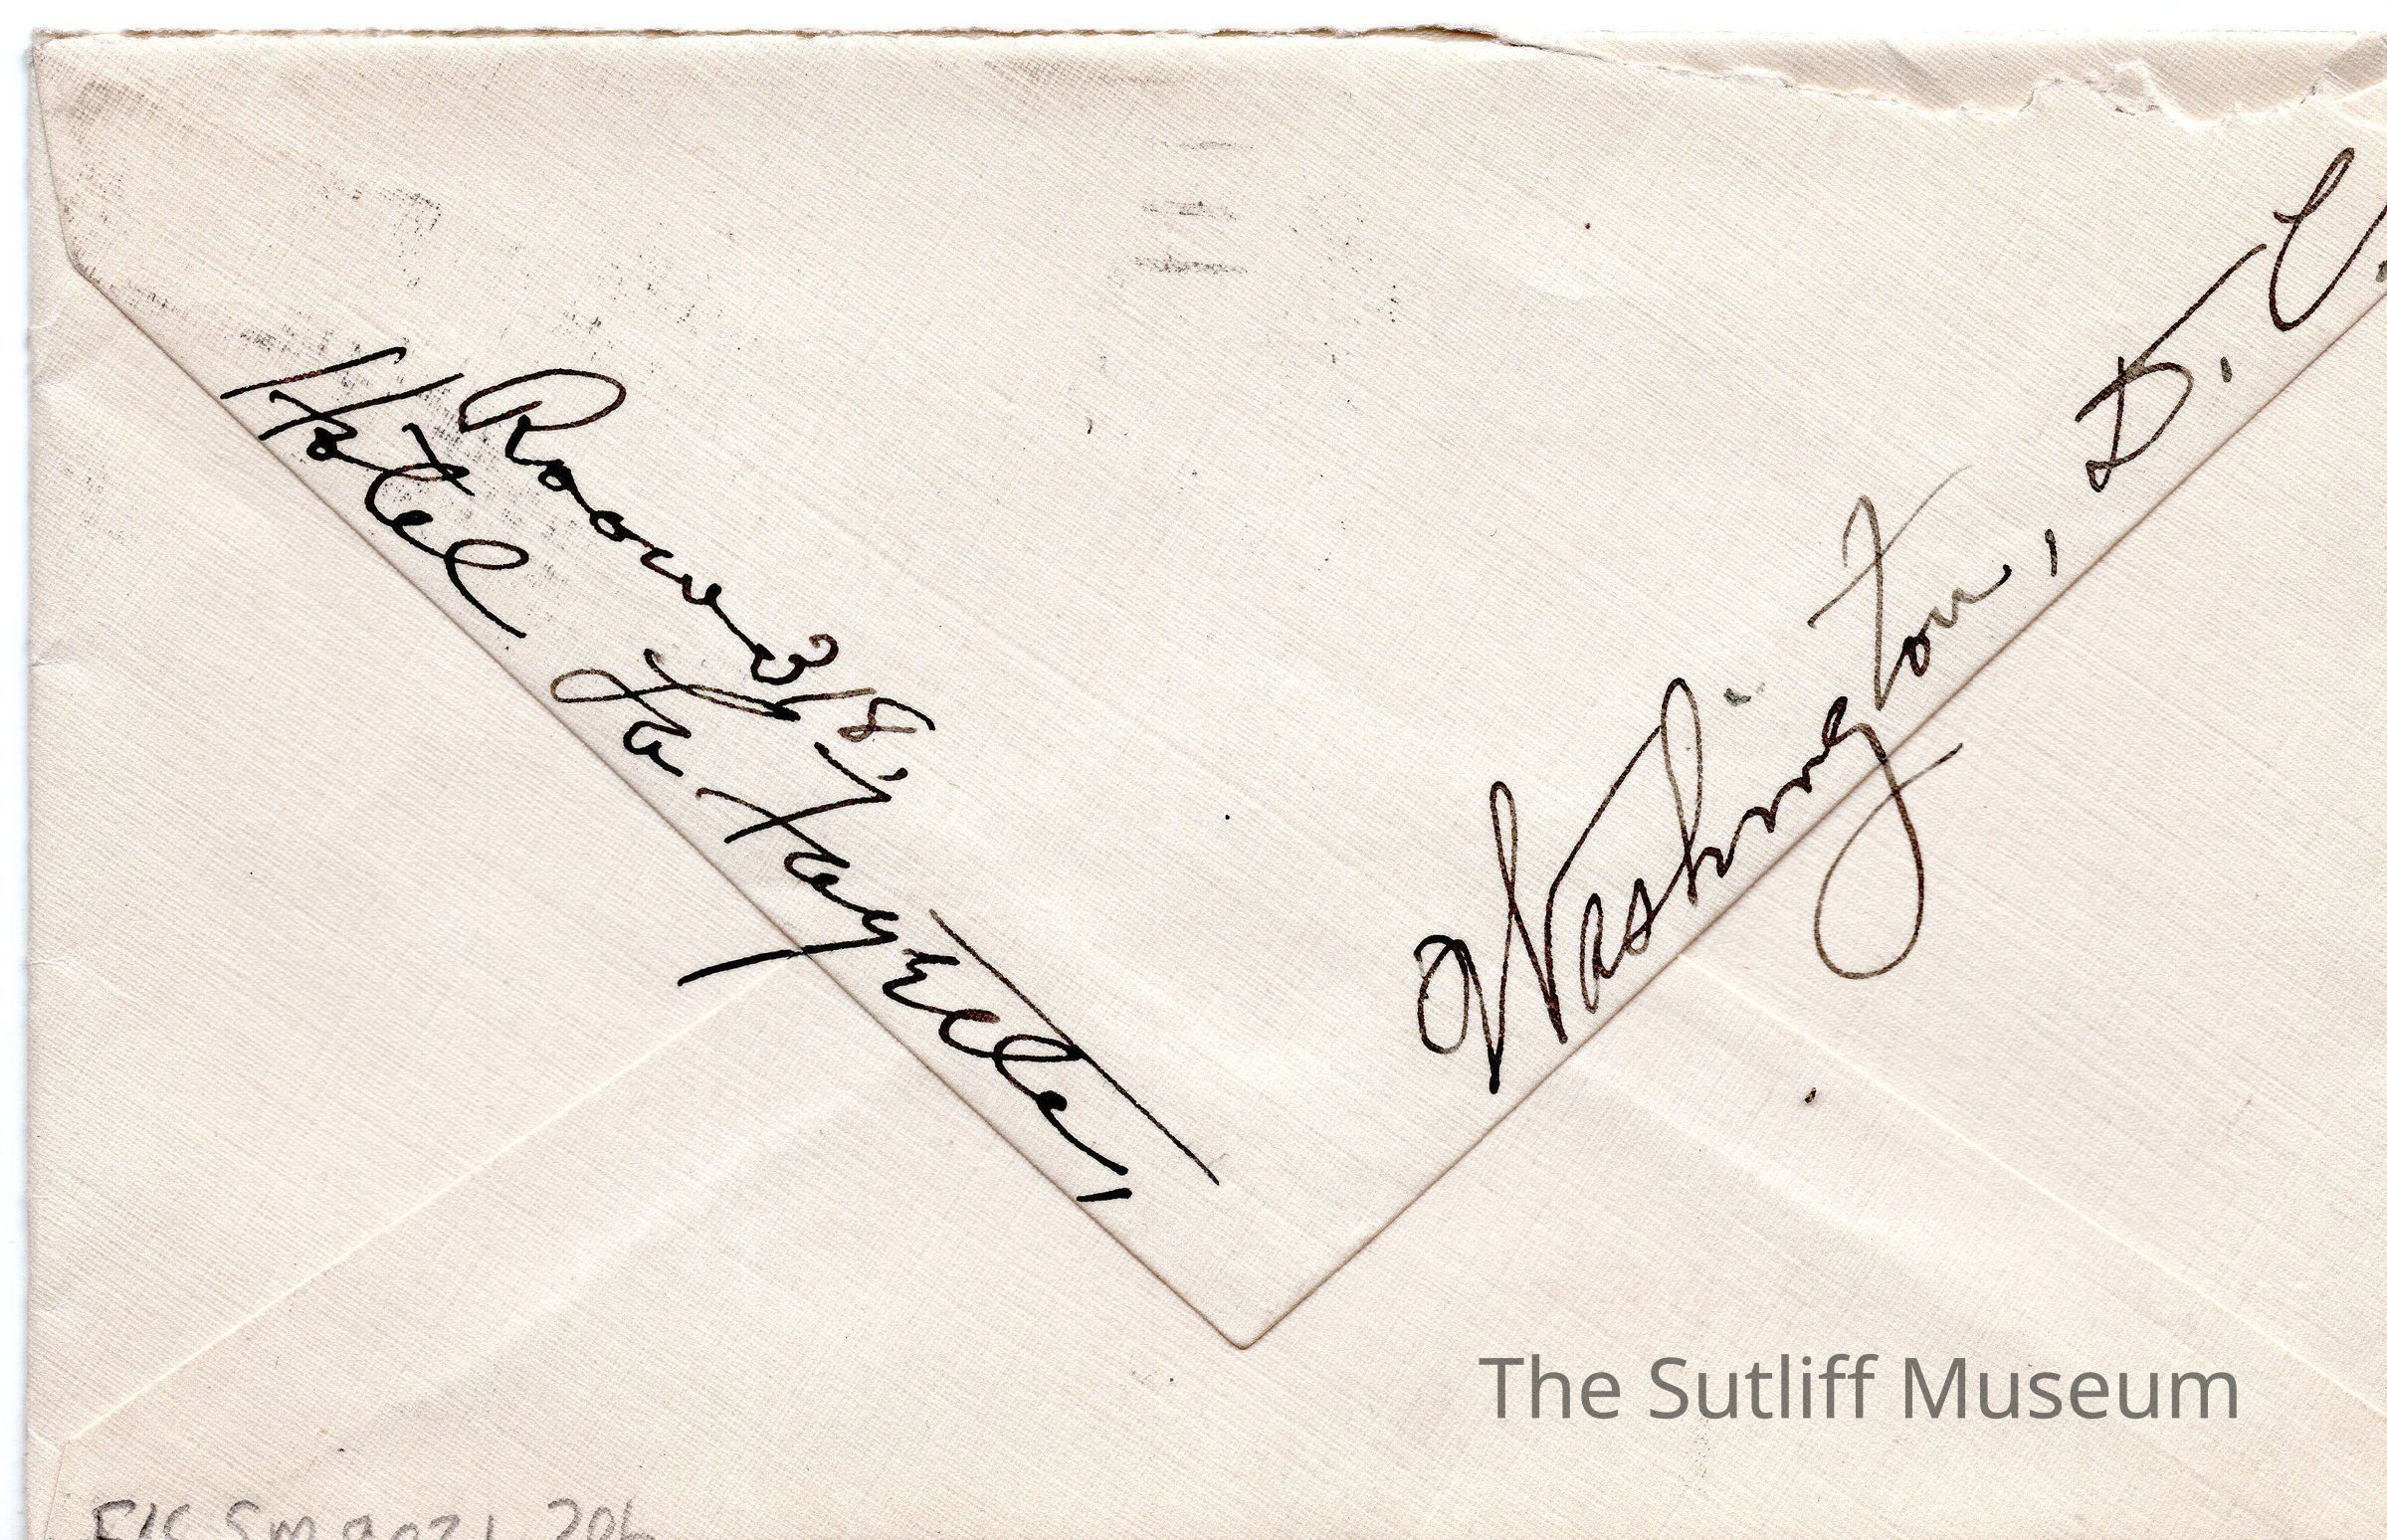 Room 318,
Hotel La Fayette,
Washington, D.C.
The Sutliff Museum